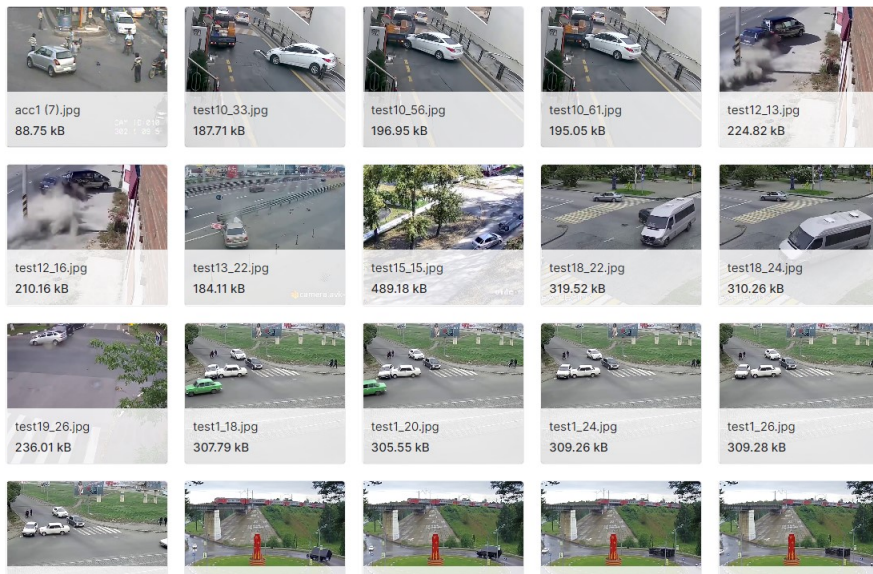 acc1 (7).jpg
88.75 kB
test10_33.jpg
187.71 kB
test10_56.jpg
196.95 kB
test10_61.jpg
195.05 kB
test12_13.jpg
224.82 kB
test12_16.jpg
210.16 kB
test13_22.jpg
184.11 kB
test15_15.jpg
489.18 kB
test18_22.jpg
319.52 kB
test18_24.jpg
310.26 kB
test19_26.jpg
236.01 kB
test1_18.jpg
307.79 kB
test1_20.jpg
305.55 kB
test1_24.jpg
309.26 kB
test1_26.jpg
309.28 kB